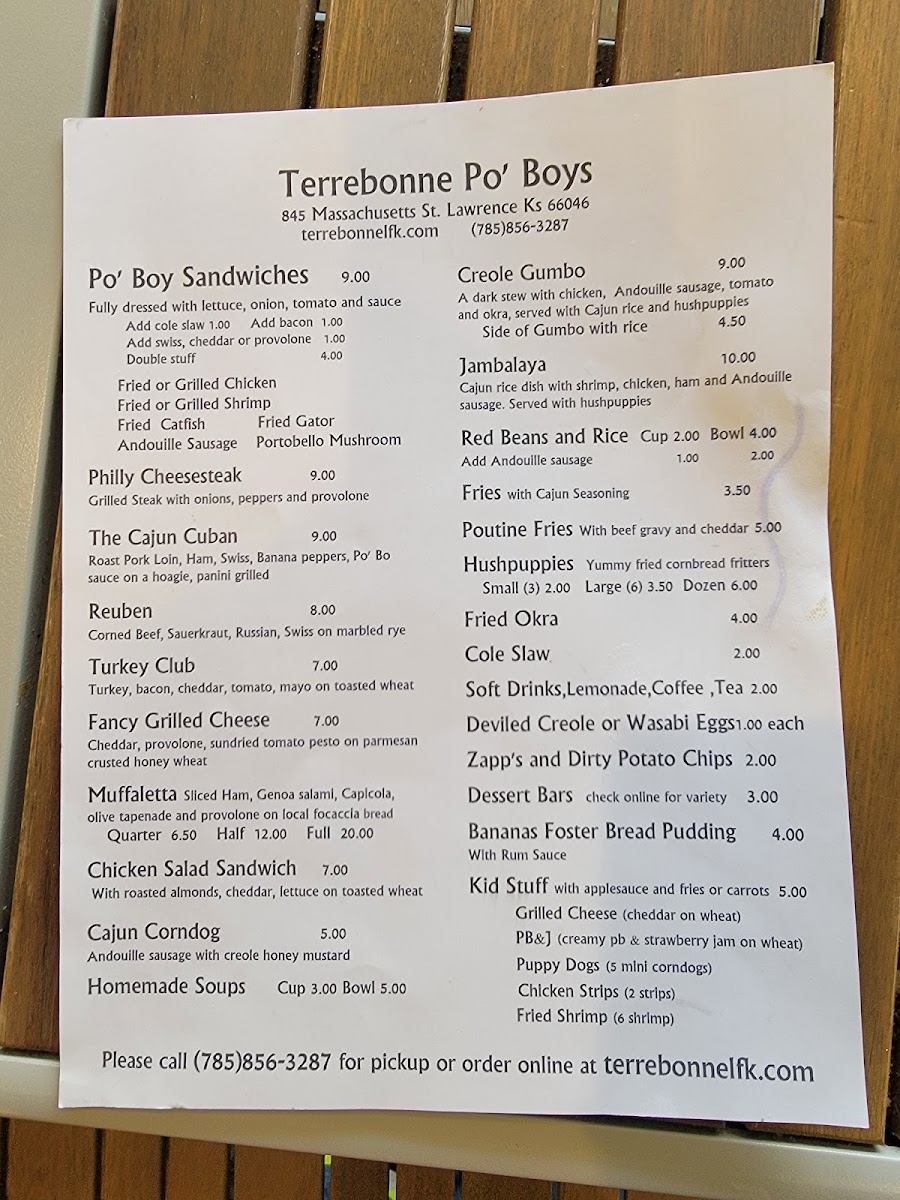 Terrebonne Po' Boys
845 Massachusetts St. Lawrence Ks 66046
terrebonnelfk.com (785)856-3287
Po' Boy Sandwiches 9.00
Fully dressed with lettuce, onion, tomato and sauce
Add cole slaw 1.00 Add bacon 1.00
Add swiss, cheddar or provolone 1.00
Double stuff 4.00
Fried or Grilled Chicken
Fried or Grilled Shrimp
Fried Catfish Fried Gator
Andouille Sausage Portobello Mushroom
Philly Cheesesteak 9.00
Grilled Steak with onions, peppers and provolone
The Cajun Cuban 9.00
Roast Pork Loin, Ham, Swiss, Banana peppers, Po' Bo
sauce on a hoagie, panini grilled
Reuben 8.00
Corned Beef, Sauerkraut, Russian, Swiss on marbled rye
Turkey Club 7.00
Turkey, bacon, cheddar, tomato, mayo on toasted wheat
Fancy Grilled Cheese 7.00
Cheddar, provolone, sundried tomato pesto on parmesan
crusted honey wheat
Muffaletta Sliced Ham, Genoa salami, Capicola,
olive tapenade and provolone on local focaccia bread
Quarter 6.50 Half 12.00 Full 20.00
Chicken Salad Sandwich 7.00
With roasted almonds, cheddar, lettuce on toasted wheat
Cajun Corndog 5.00
Andouille sausage with creole honey mustard
Homemade Soups Cup 3.00 Bowl 5.00
Creole Gumbo 9.00
A dark stew with chicken, Andouille sausage, tomato
and okra, served with Cajun rice and hushpuppies
Side of Gumbo with rice 4.50
Jambalaya 10.00
Cajun rice dish with shrimp, chicken, ham and Andouille
sausage. Served with hushpuppies
Red Beans and Rice Cup 2.00 Bowl 4.00
Add Andouille sausage 1.00 2.00
Fries with Cajun Seasoning 3.50
Poutine Fries With beef gravy and cheddar 5.00
Hushpuppies Yummy fried cornbread fritters
Small (3) 2.00 Large (6) 3.50 Dozen 6.00
Fried Okra 4.00
Cole Slaw 2.00
Soft Drinks,Lemonade,Coffee ,Tea 2.00
Deviled Creole or Wasabi Eggs1.00 each
Zapp's and Dirty Potato Chips 2.00
Dessert Bars check online for variety 3.00
Bananas Foster Bread Pudding 4.00
With Rum Sauce
Kid Stuff with applesauce and fries or carrots 5.00
Grilled Cheese (cheddar on wheat)
PB&J (creamy pb & strawberry jam on wheat)
Puppy Dogs (5 mini corndogs)
Chicken Strips (2 strips)
Fried Shrimp (6 shrimp)
Please call (785)856-3287 for pickup or order online at terrebonnelfk.com